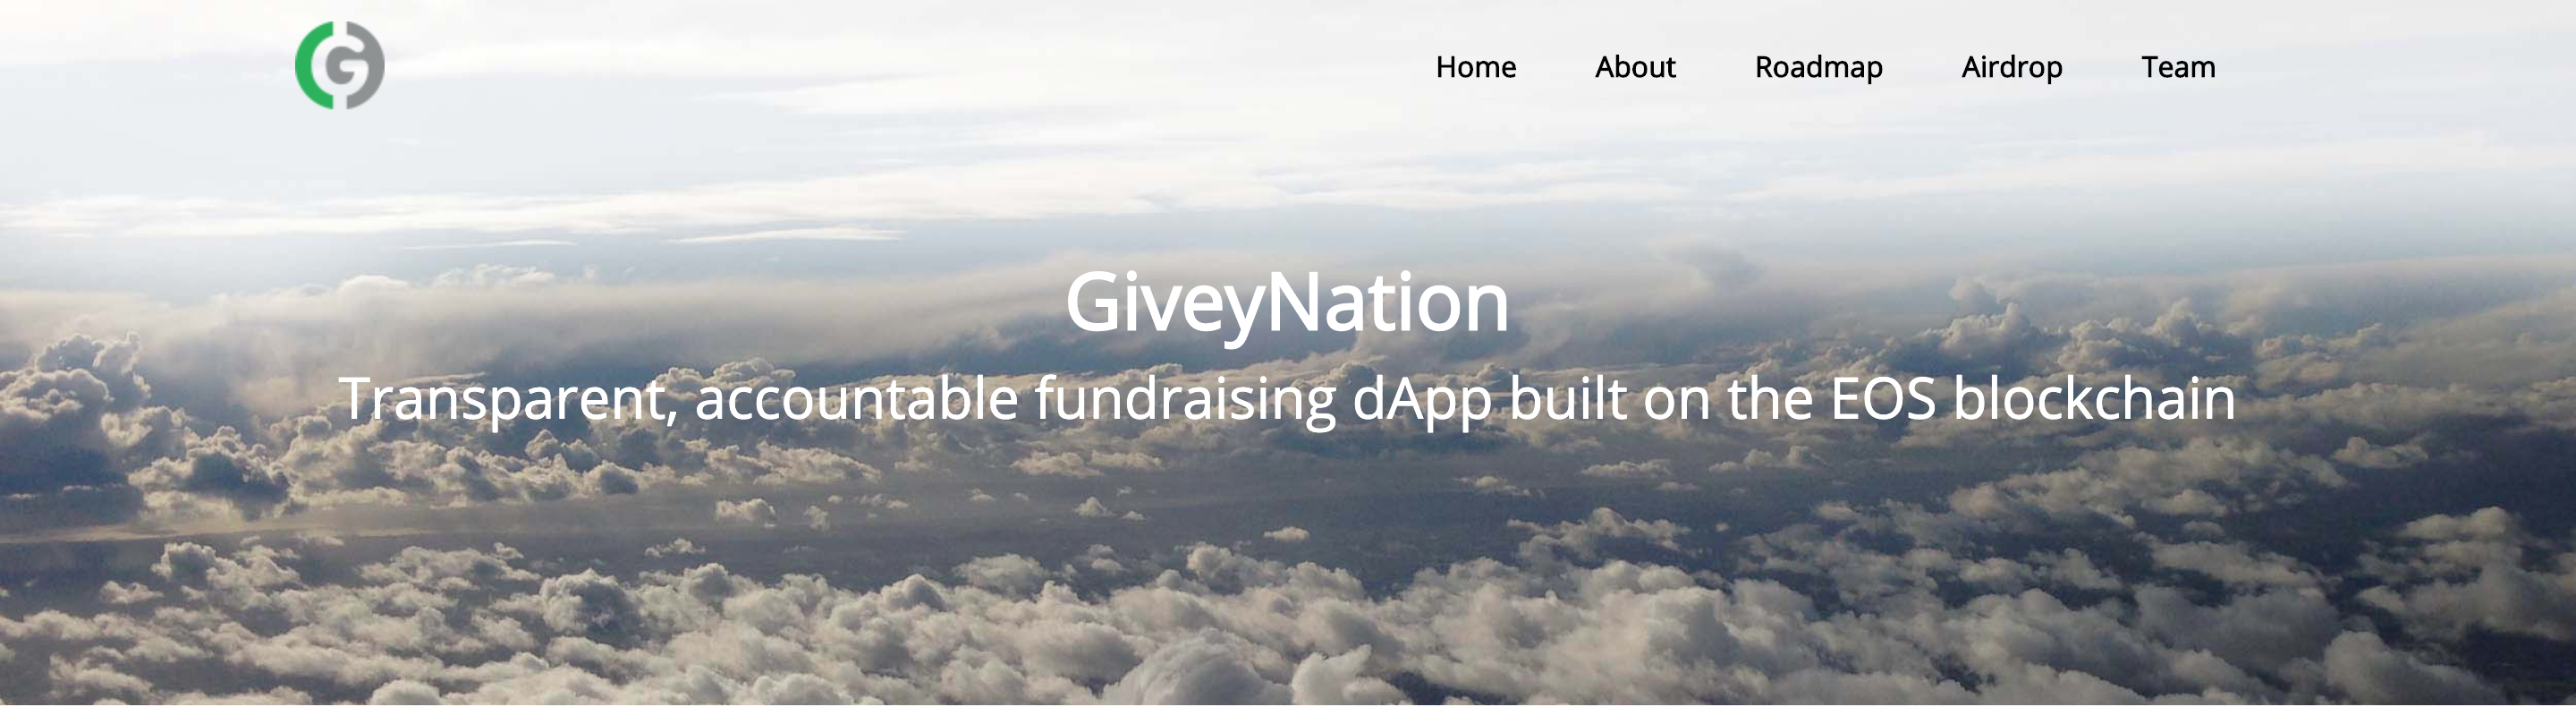 G
Home About Roadmap Airdrop Team
GiveyNation
Transparent, accountable fundraising dApp built on the EOS blockchain